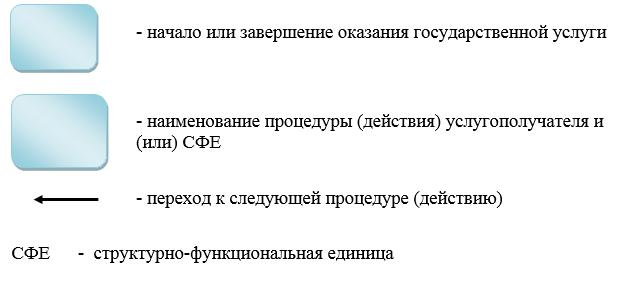 - начало или завершение оказания государственной услуги
- наименование процедуры (действия) услугополучателя и
(или) СФЕ
- переход к следующей процедуре (действию)
СФЕ - структурно-функциональная единица